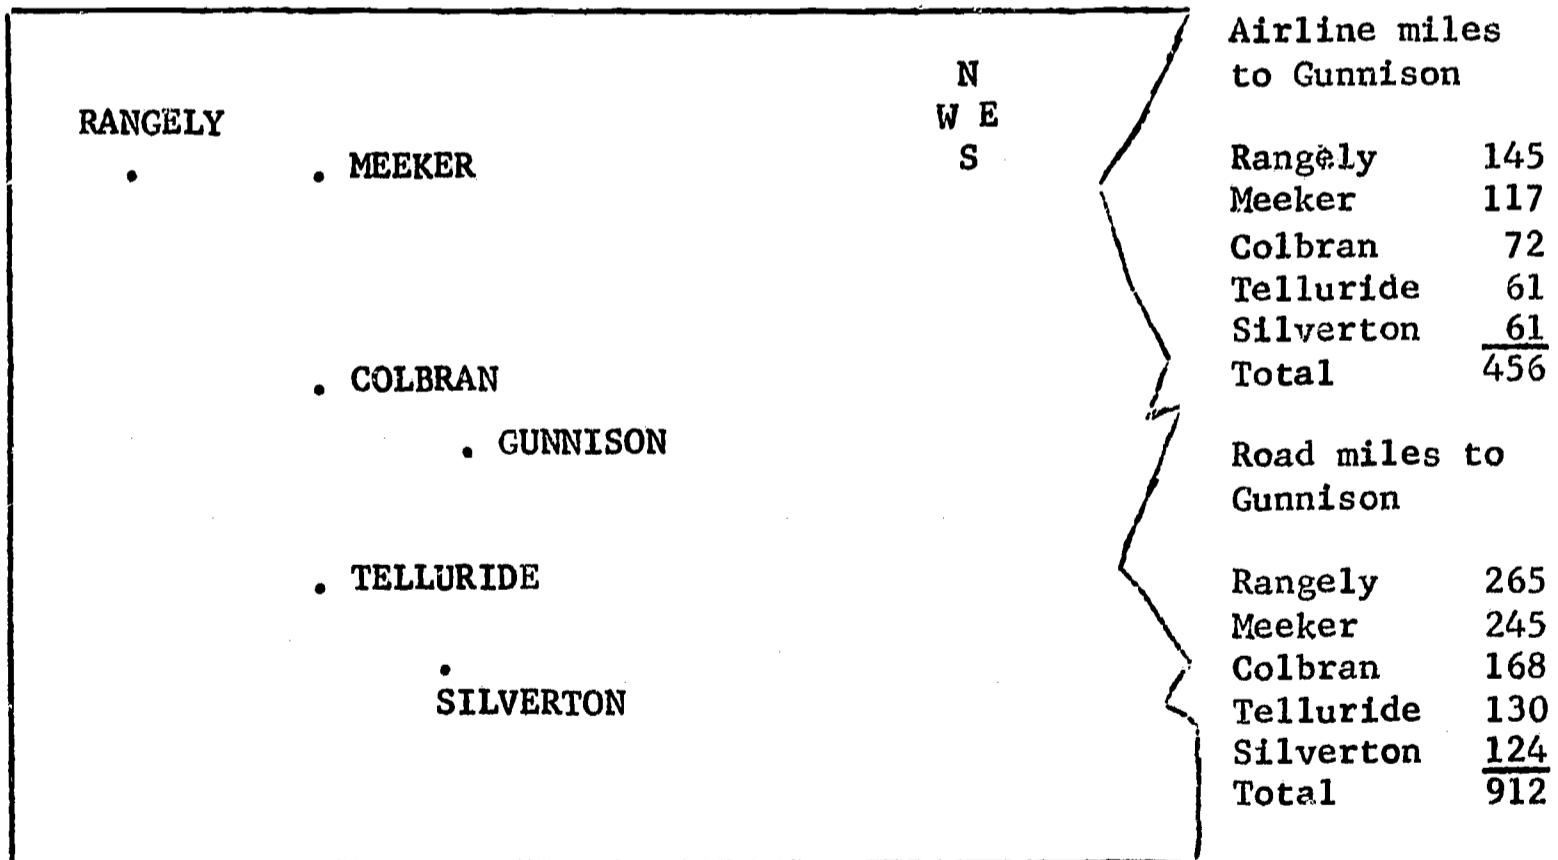 RANGELY
MEEKER
N
W E
S
COLBRAN
GUNNISON
TELLURIDE
SILVERTON
Airline miles
to Gunnison
Rangely 145
Meeker 117
Colbran 72
Telluride 61
Silverton 61
Total 456
Road miles to
Gunnison
Rangely 265
Meeker 245
Colbran 168
Telluride 130
Silverton 124
Total 912